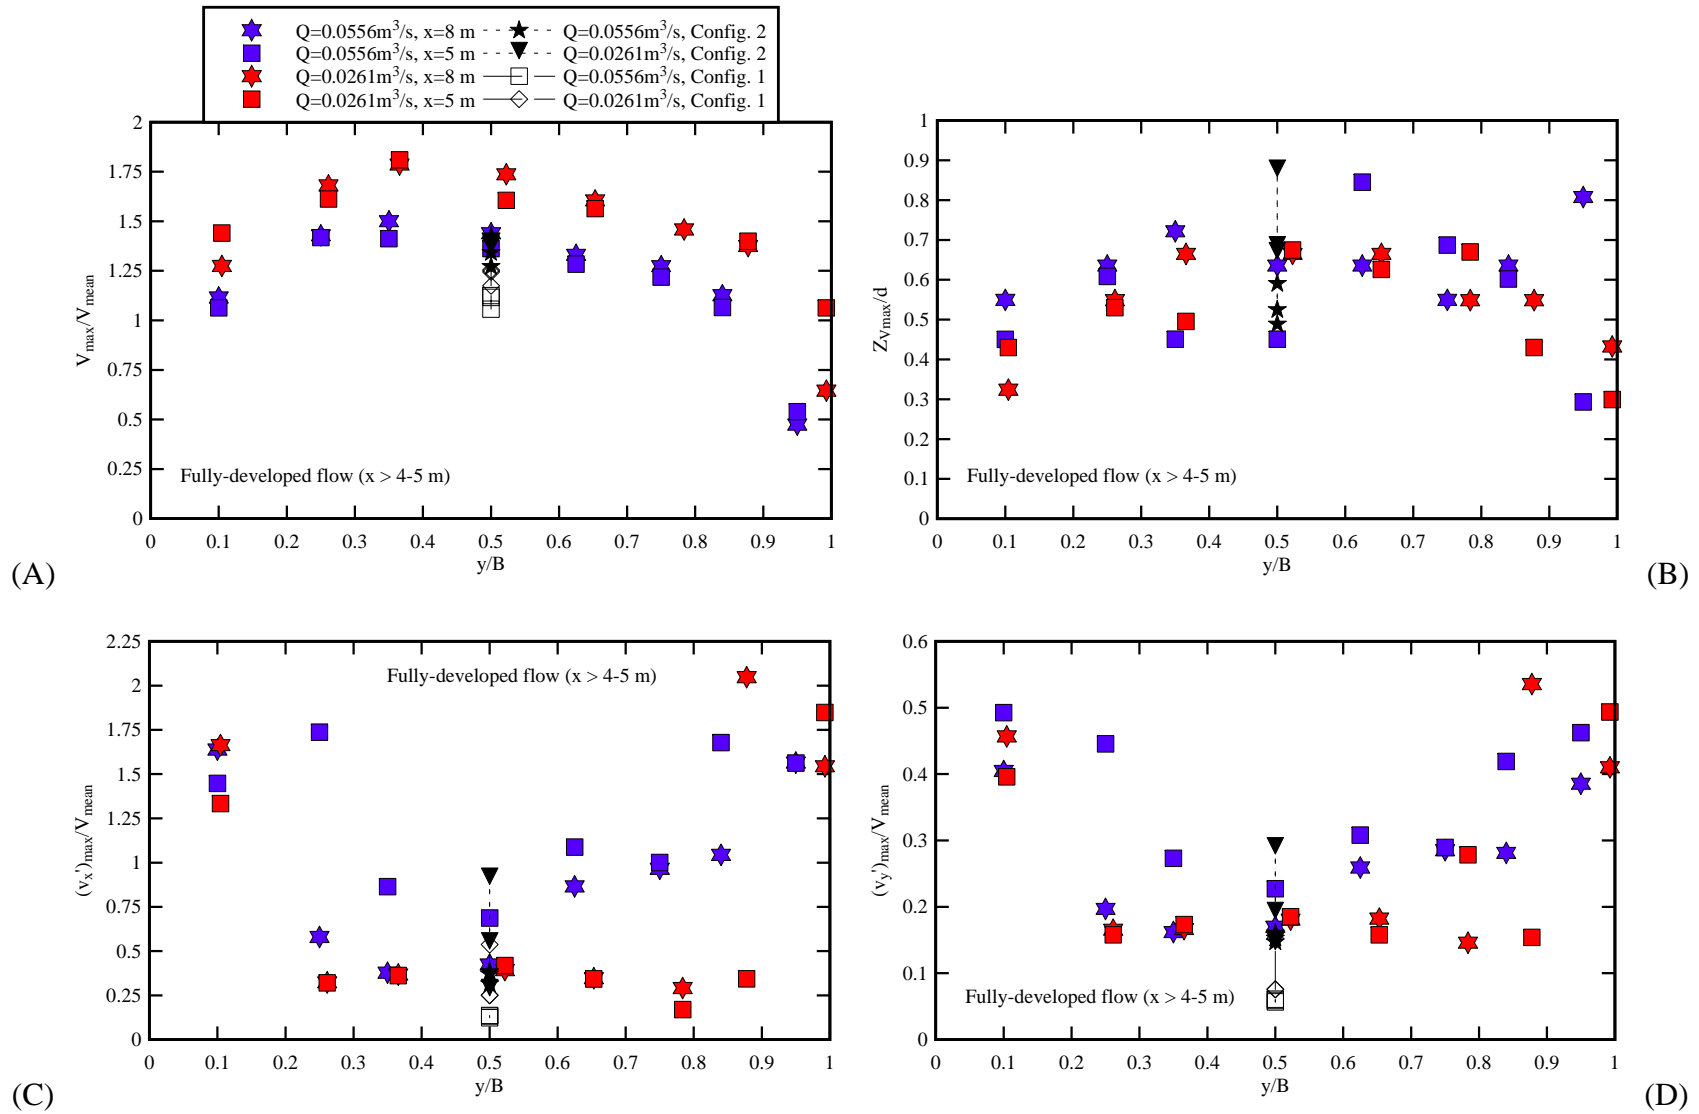 Q=0.0556m³/s, x=8 m Q=0.0556m³/s, Config. 2
Q=0.0556m³/s, x=5 m Q=0.0261m³/s, Config. 2
Q=0.0261m³/s, x=8 m Q=0.0556m³/s, Config. 1
Q=0.0261m³/s, x=5 m Q=0.0261m³/s, Config. 1
2
1.75
1.5
1.25
1
0.75
0.5
0.25
0
V_max/V_mean
Fully-developed flow (x > 4-5 m)
0 0.1 0.2 0.3 0.4 0.5 0.6 0.7 0.8 0.9 1
y/B
(A)
1
0.9
0.8
0.7
0.6
0.5
0.4
0.3
0.2
0.1
0
Z_Vmax/d
Fully-developed flow (x > 4-5 m)
0 0.1 0.2 0.3 0.4 0.5 0.6 0.7 0.8 0.9 1
y/B
(B)
2.25
2
1.75
1.5
1.25
1
0.75
0.5
0.25
0
(v_x')_max/V_mean
Fully-developed flow (x > 4-5 m)
0 0.1 0.2 0.3 0.4 0.5 0.6 0.7 0.8 0.9 1
y/B
(C)
0.6
0.5
0.4
0.3
0.2
0.1
0
(v_y')_max/V_mean
Fully-developed flow (x > 4-5 m)
0 0.1 0.2 0.3 0.4 0.5 0.6 0.7 0.8 0.9 1
y/B
(D)